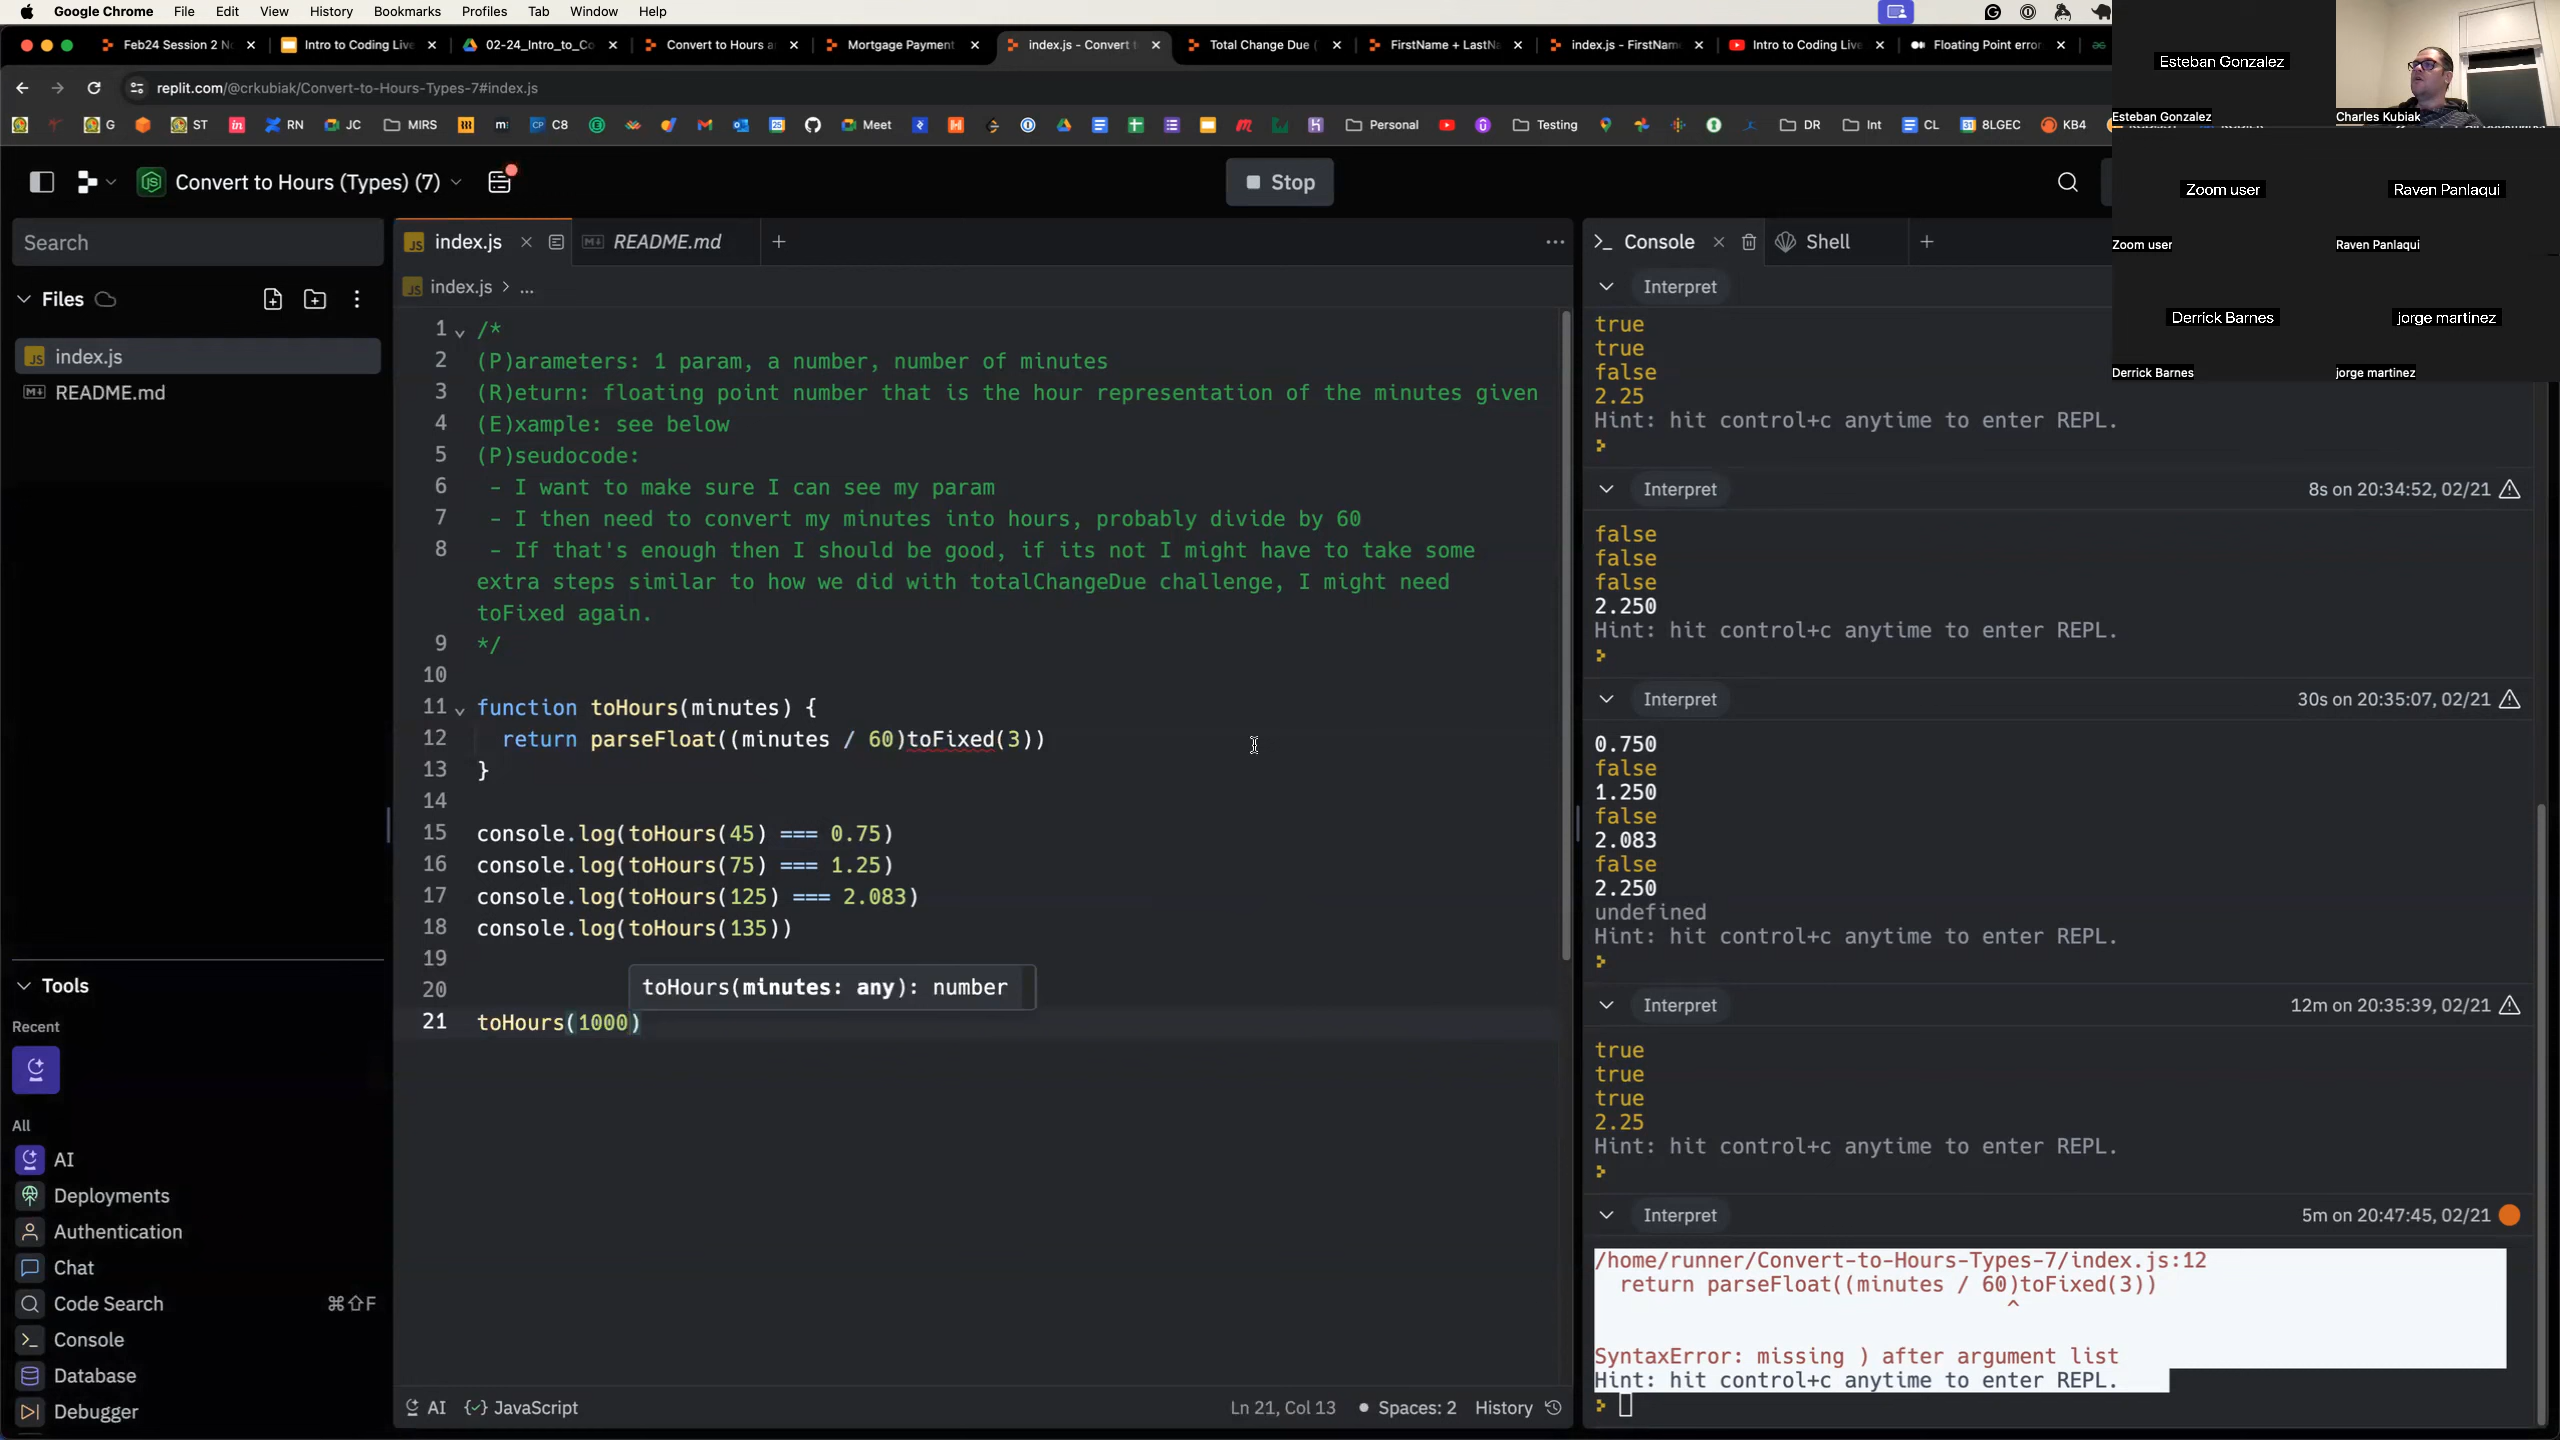 Google Chrome File Edit View History Bookmarks Profiles Tab Window Help
Feb24 Session 2 N
Intro to Coding Live
02-24_Intro_to_Co
Convert to Hours a
Mortgage Payment
index.js - Convert t
Total Change Due (
FirstName + LastNa
index.js - FirstName
Intro to Coding Live
Floating Point error
replit.com/@crkubiak/Convert-to-Hours-Types-7#index.js
G ST RN JC MIRS m C8 Meet Personal Testing DR Int CL 8LGEC KB4
Esteban Gonzalez
Esteban Gonzalez
Charles Kubiak
Zoom user
Zoom user
Raven Panlaqui
Raven Panlaqui
Derrick Barnes
Derrick Barnes
jorge martinez
jorge martinez
Convert to Hours (Types) (7)
Stop
Search
Files
index.js
README.md
Tools
Recent
All
AI
Deployments
Authentication
Chat
Code Search ⌘⇧F
Console
Database
Debugger
index.js
README.md
index.js > ...
1 /*
2 (P)arameters: 1 param, a number, number of minutes
3 (R)eturn: floating point number that is the hour representation of the minutes given
4 (E)xample: see below
5 (P)seudocode:
6 - I want to make sure I can see my param
7 - I then need to convert my minutes into hours, probably divide by 60
8 - If that's enough then I should be good, if its not I might have to take some
extra steps similar to how we did with totalChangeDue challenge, I might need
toFixed again.
9 */
10
11 function toHours(minutes) {
12 return parseFloat((minutes / 60)toFixed(3))
13 }
14
15 console.log(toHours(45) === 0.75)
16 console.log(toHours(75) === 1.25)
17 console.log(toHours(125) === 2.083)
18 console.log(toHours(135))
19
20
toHours(minutes: any): number
21 toHours(1000)
AI JavaScript Ln 21, Col 13 Spaces: 2 History
Console
Shell
Interpret
true
true
false
2.25
Hint: hit control+c anytime to enter REPL.
Interpret 8s on 20:34:52, 02/21
false
false
false
2.250
Hint: hit control+c anytime to enter REPL.
Interpret 30s on 20:35:07, 02/21
0.750
false
1.250
false
2.083
false
2.250
undefined
Hint: hit control+c anytime to enter REPL.
Interpret 12m on 20:35:39, 02/21
true
true
true
2.25
Hint: hit control+c anytime to enter REPL.
Interpret 5m on 20:47:45, 02/21
/home/runner/Convert-to-Hours-Types-7/index.js:12
return parseFloat((minutes / 60)toFixed(3))
^
SyntaxError: missing ) after argument list
Hint: hit control+c anytime to enter REPL.